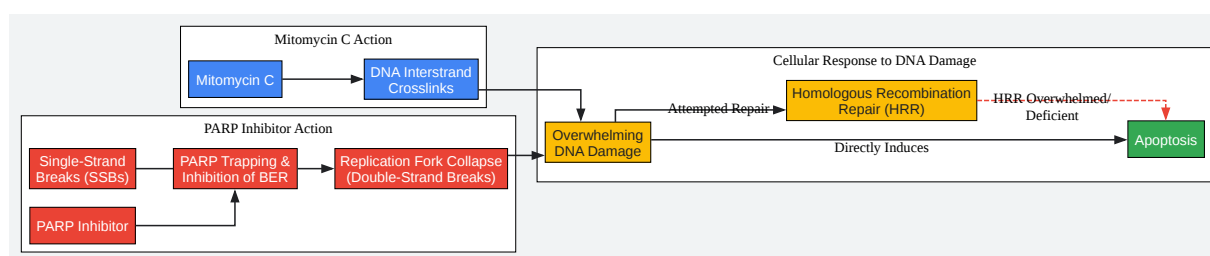 Mitomycin C Action
Mitomycin C
DNA Interstrand
Crosslinks
PARP Inhibitor Action
Single-Strand
Breaks (SSBs)
PARP Trapping &
Inhibition of BER
Replication Fork Collapse
(Double-Strand Breaks)
PARP Inhibitor
Cellular Response to DNA Damage
Overwhelming
DNA Damage
Attempted Repair
Homologous Recombination
Repair (HRR)
HRR Overwhelmed/
Deficient
Directly Induces
Apoptosis